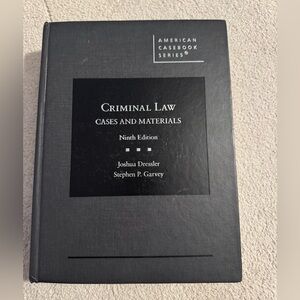 AMERICAN
CASEBOOK
SERIES®
CRIMINAL LAW
CASES AND MATERIALS
Ninth Edition
Joshua Dressler
Stephen P. Garvey